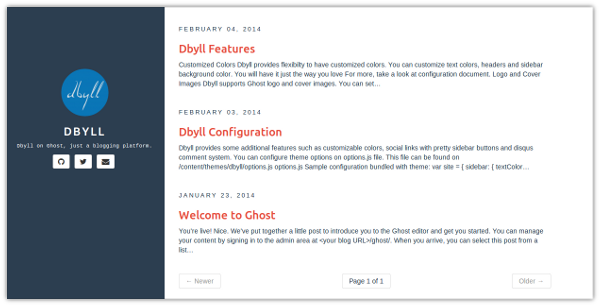 dbyll
DBYLL
Dbyll on Ghost, just a blogging platform.
FEBRUARY 04, 2014
Dbyll Features
Customized Colors Dbyll provides flexibilty to have customized colors. You can customize text colors, headers and sidebar
background color. You will have it just the way you love For more, take a look at configuration document. Logo and Cover
Images Dbyll supports Ghost logo and cover images. You can set…
FEBRUARY 03, 2014
Dbyll Configuration
Dbyll provides some additional features such as customizable colors, social links with pretty sidebar buttons and disqus
comment system. You can configure theme options on options.js file. This file can be found on
/content/themes/dbyll/options.js options.js Sample configuration bundled with theme: var site = { sidebar: { textColor…
JANUARY 23, 2014
Welcome to Ghost
You're live! Nice. We've put together a little post to introduce you to the Ghost editor and get you started. You can manage
your content by signing in to the admin area at <your blog URL>/ghost/. When you arrive, you can select this post from a
list…
← Newer
Page 1 of 1
Older →